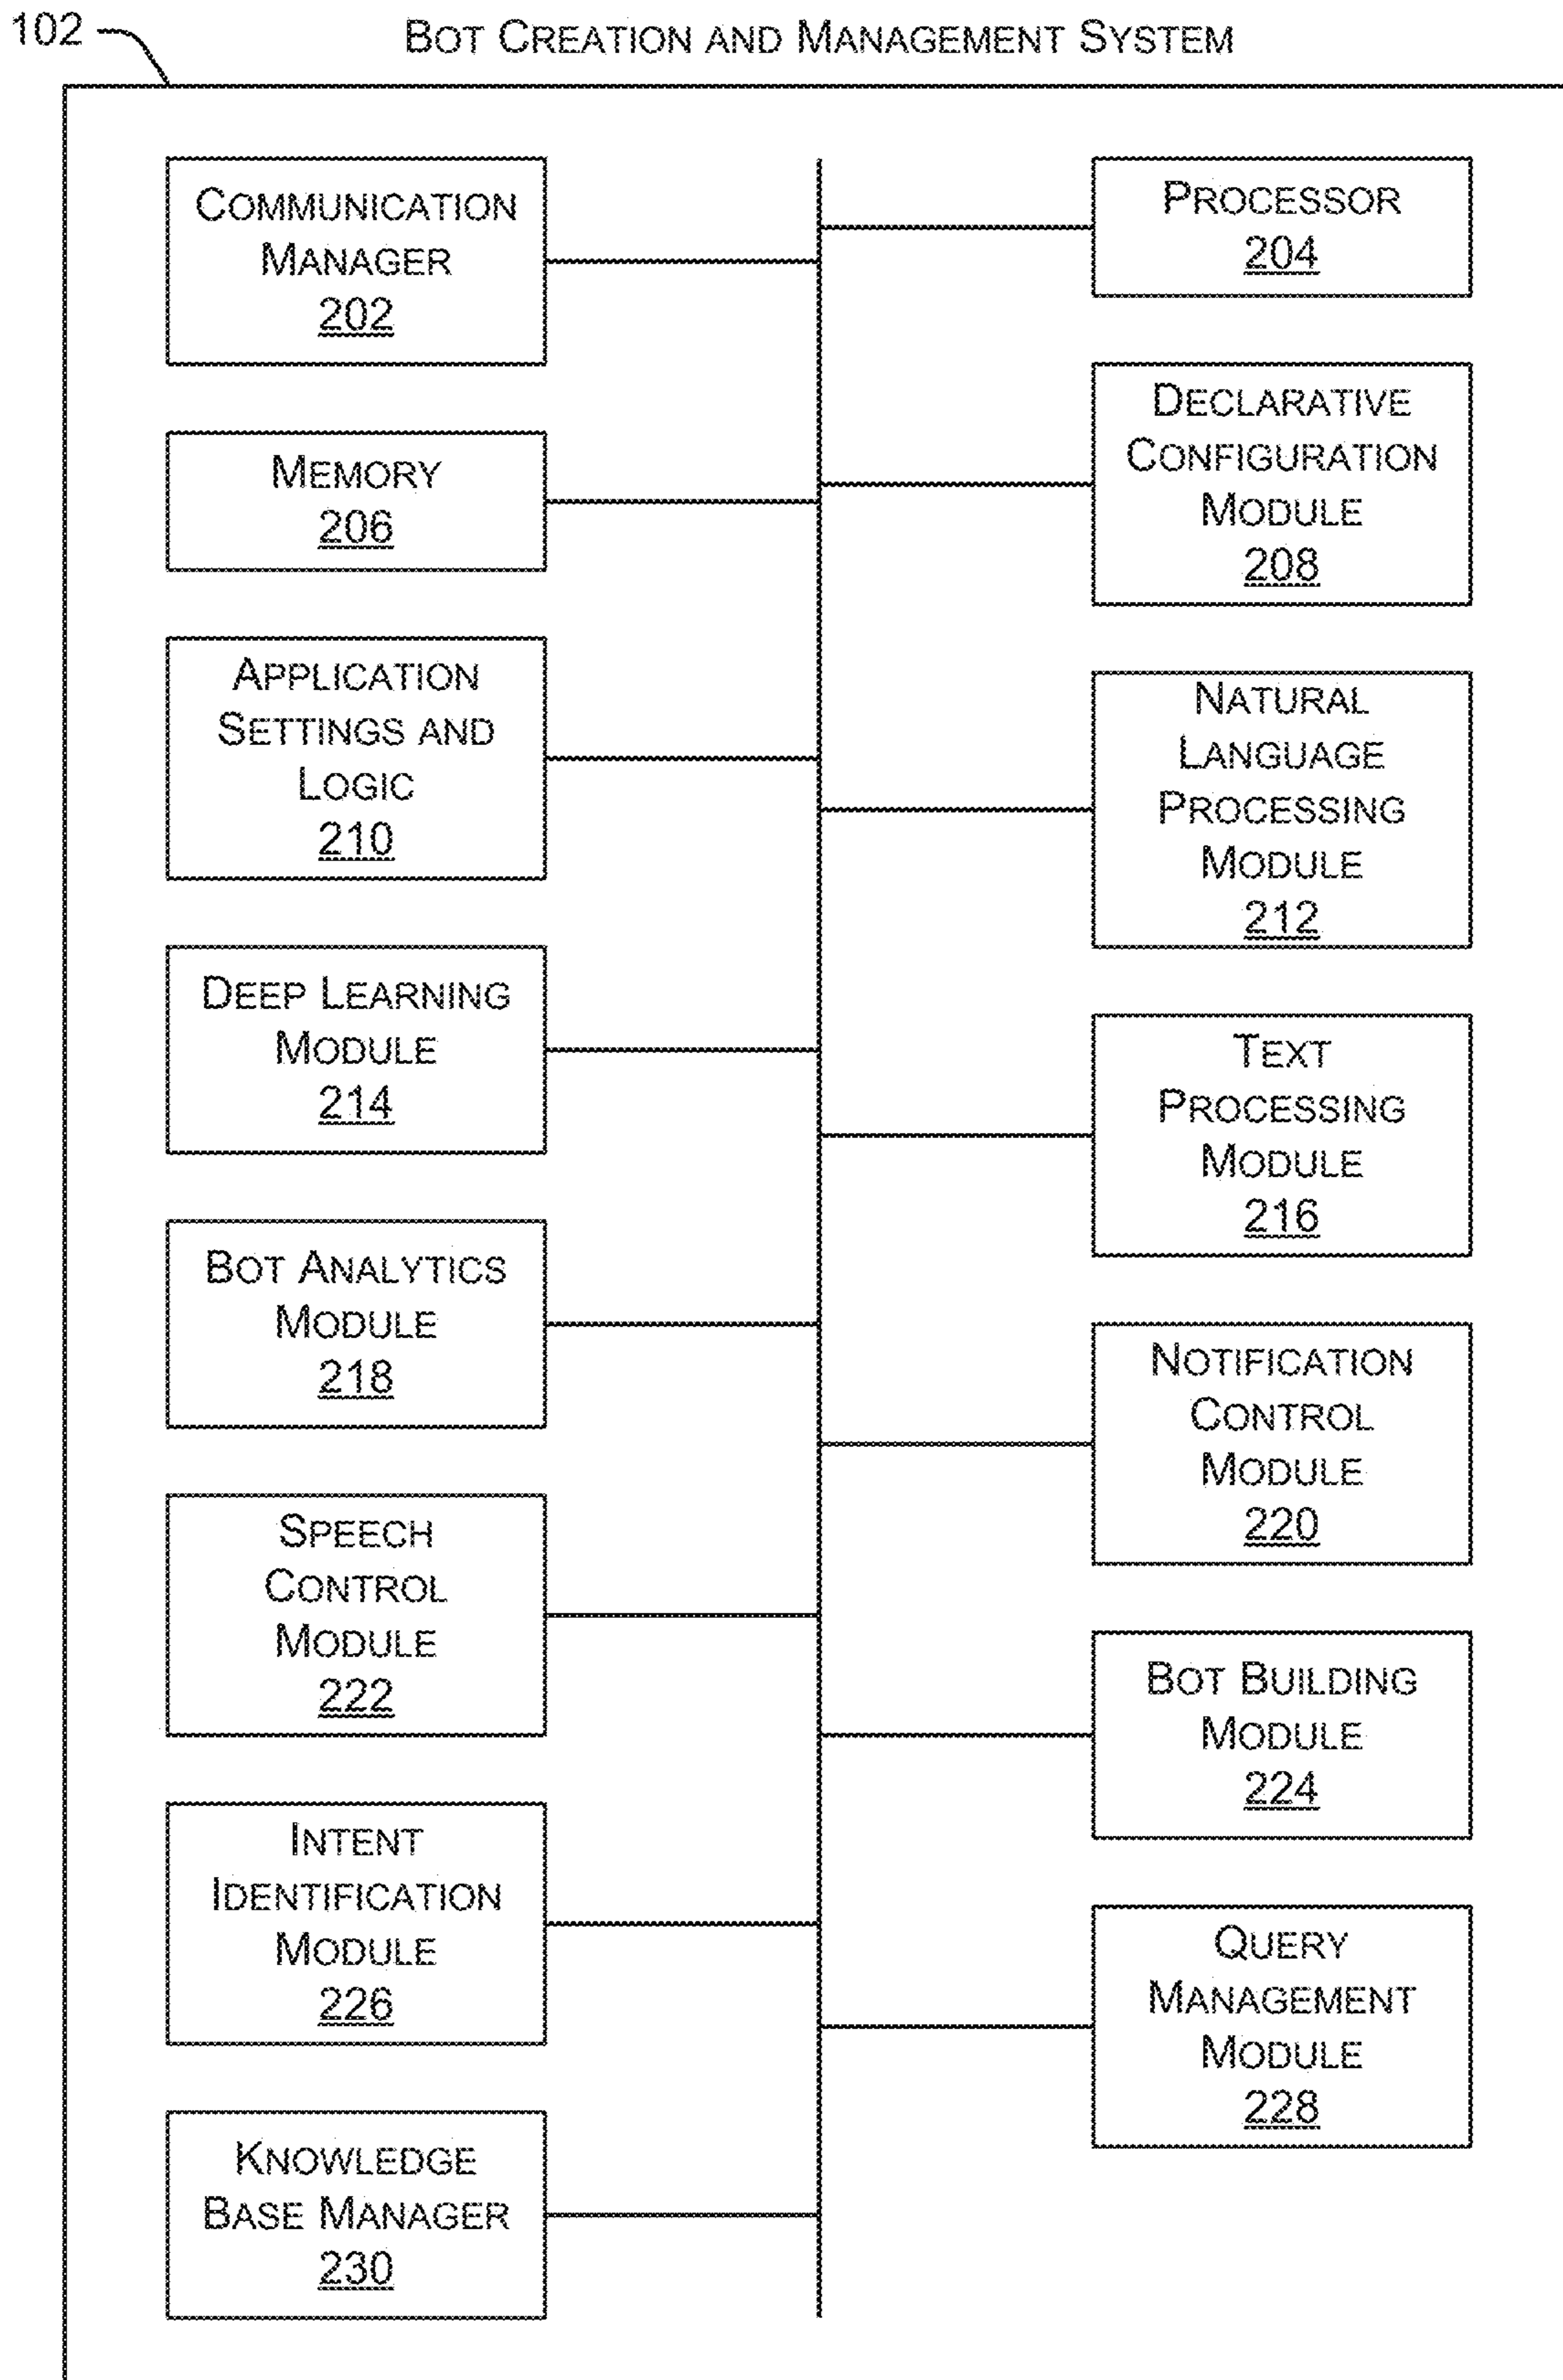 102
BOT CREATION AND MANAGEMENT SYSTEM
COMMUNICATION
MANAGER
202
PROCESSOR
204
MEMORY
206
DECLARATIVE
CONFIGURATION
MODULE
208
APPLICATION
SETTINGS AND
LOGIC
210
NATURAL
LANGUAGE
PROCESSING
MODULE
212
DEEP LEARNING
MODULE
214
TEXT
PROCESSING
MODULE
216
BOT ANALYTICS
MODULE
218
NOTIFICATION
CONTROL
MODULE
220
SPEECH
CONTROL
MODULE
222
BOT BUILDING
MODULE
224
INTENT
IDENTIFICATION
MODULE
226
QUERY
MANAGEMENT
MODULE
228
KNOWLEDGE
BASE MANAGER
230